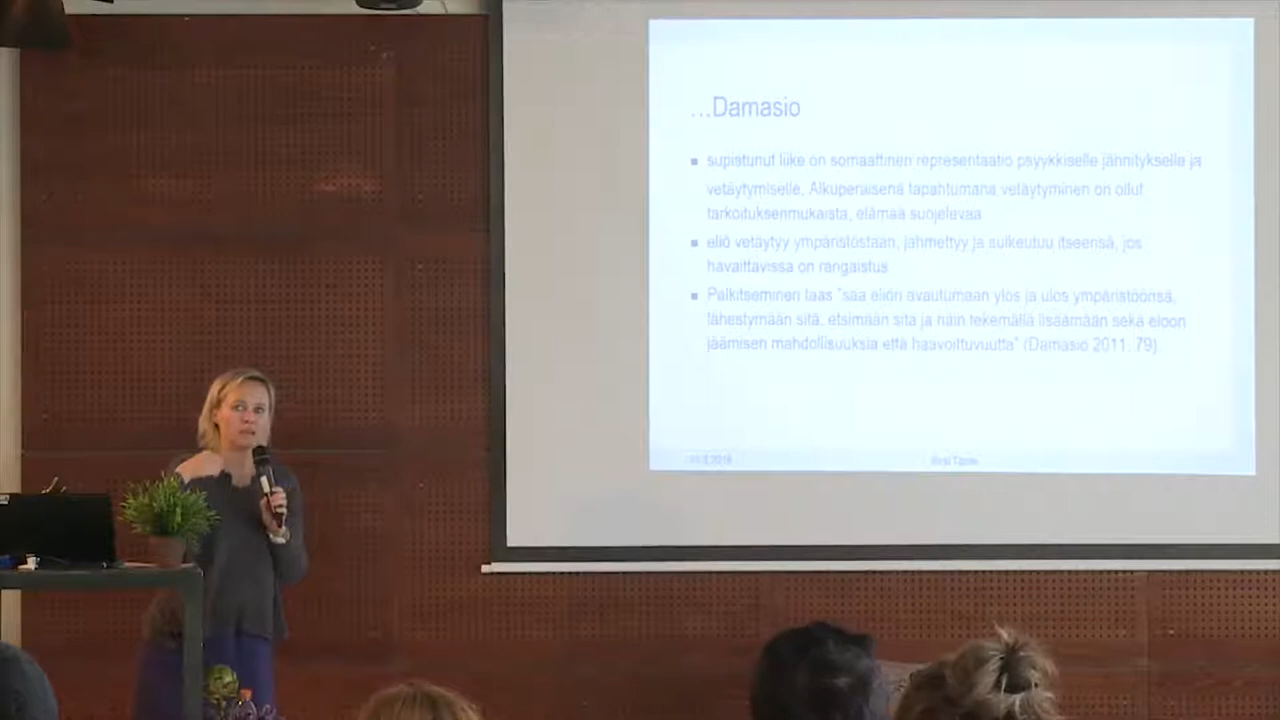 ...Damasio
supistunut liike on somaattinen representaatio psyykkiselle jännitykselle ja
vetäytymiselle. Alkuperäisenä tapahtumana vetäytyminen on ollut
tarkoituksenmukaista, elämää suojelevaa
eliö vetäytyy ympäristöstään, jähmettyy ja sulkeutuu itseensä, jos
havaittavissa on rangaistus
Palkitseminen taas "saa eliön avautumaan ylös ja ulos ympäristöönsä,
lähestymään sitä, etsimään sitä ja näin tekemällä lisäämään sekä eloon
jäämisen mahdollisuuksia että haavoittuvuutta" (Damasio 2011, 79).